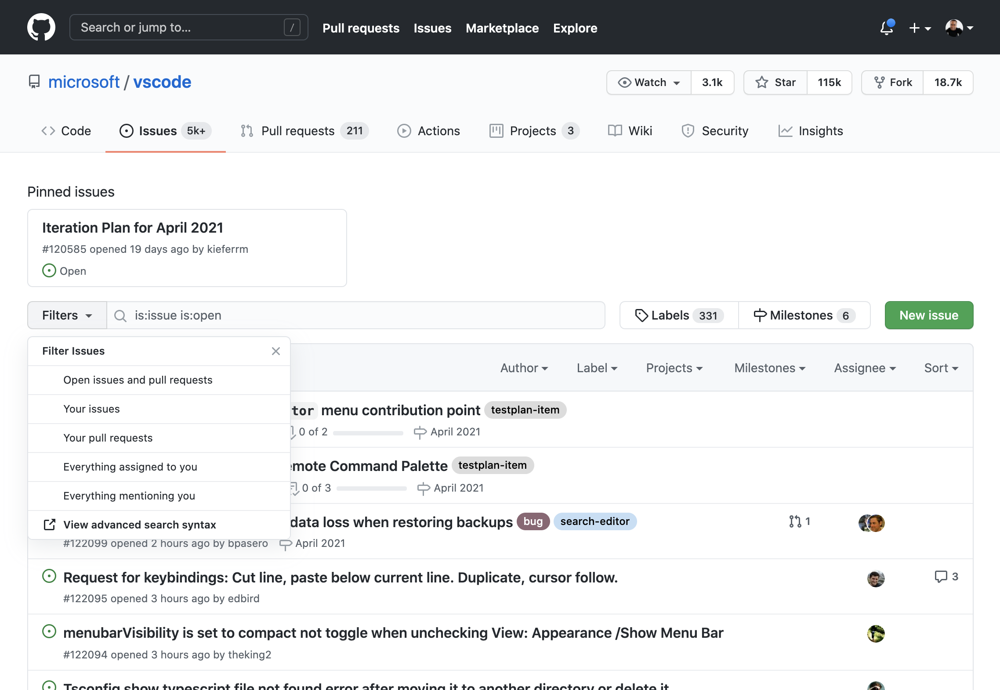 Search or jump to... / Pull requests Issues Marketplace Explore
microsoft / vscode Watch 3.1k Star 115k Fork 18.7k
Code Issues 5k+ Pull requests 211 Actions Projects 3 Wiki Security Insights
Pinned issues
Iteration Plan for April 2021
#120585 opened 19 days ago by kieferrm
Open
Filters is:issue is:open Labels 331 Milestones 6 New issue
Filter Issues
Open issues and pull requests
Your issues
Your pull requests
Everything assigned to you
Everything mentioning you
View advanced search syntax
Author Label Projects Milestones Assignee Sort
tor menu contribution point testplan-item
0 of 2 April 2021
emote Command Palette testplan-item
0 of 3 April 2021
data loss when restoring backups bug search-editor 1
#122099 opened 2 hours ago by bpasero April 2021
Request for keybindings: Cut line, paste below current line. Duplicate, cursor follow. 3
#122095 opened 3 hours ago by edbird
menubarVisibility is set to compact not toggle when unchecking View: Appearance /Show Menu Bar
#122094 opened 3 hours ago by theking2
Tsconfig show typescript file not found error after moving it to another directory or delete it